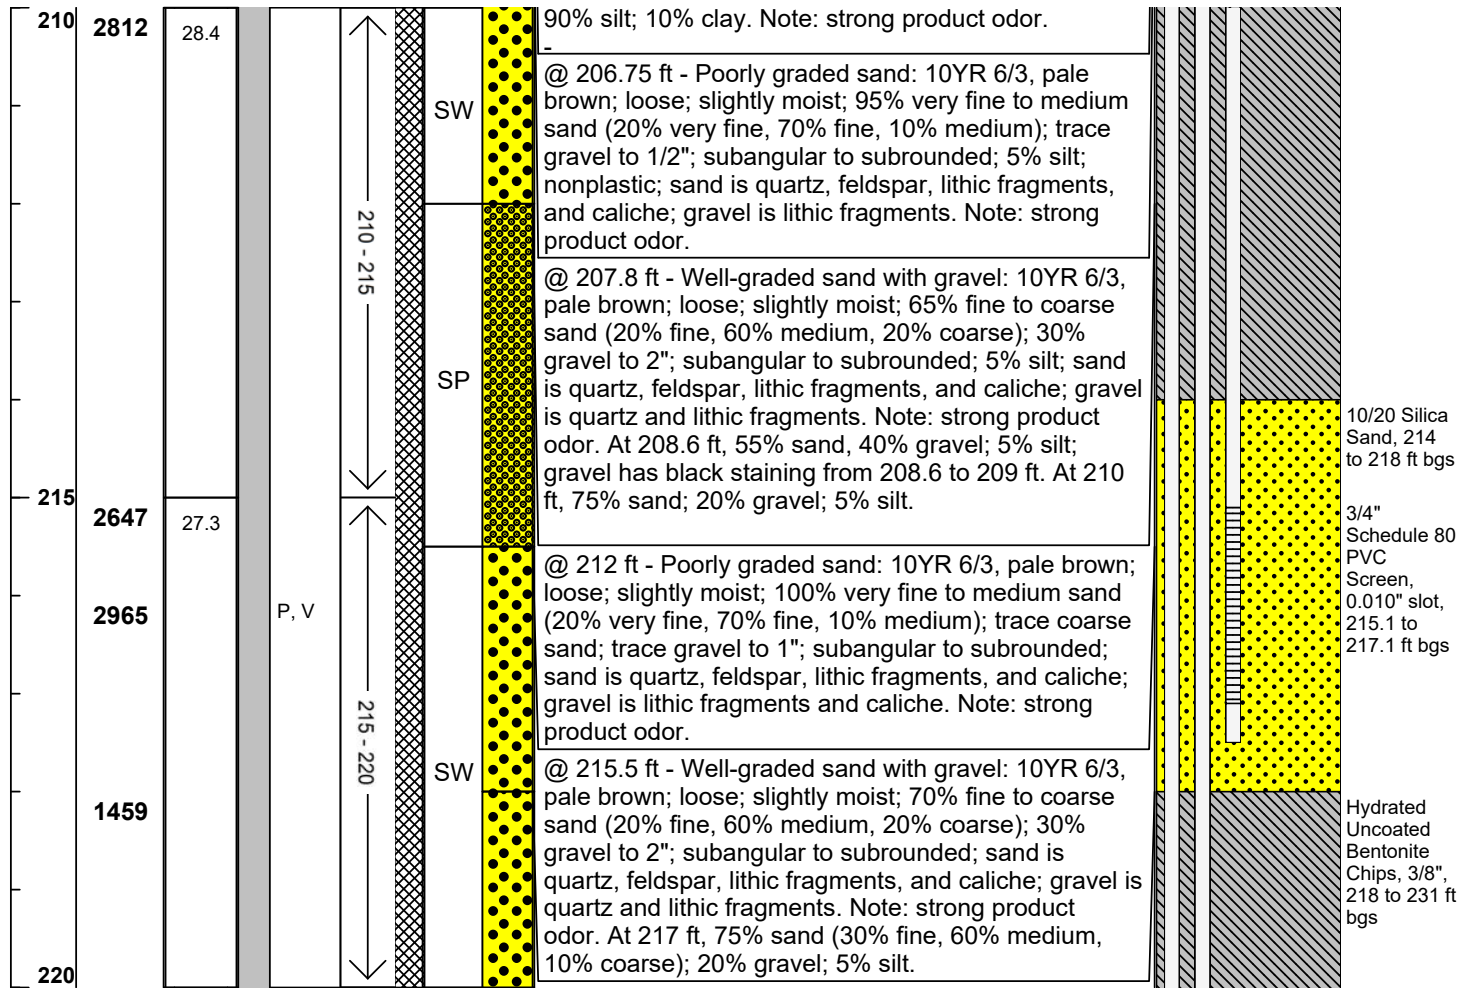 210
2812
28.4
90% silt; 10% clay. Note: strong product odor.
-
@ 206.75 ft - Poorly graded sand: 10YR 6/3, pale
brown; loose; slightly moist; 95% very fine to medium
sand (20% very fine, 70% fine, 10% medium); trace
gravel to 1/2"; subangular to subrounded; 5% silt;
nonplastic; sand is quartz, feldspar, lithic fragments,
and caliche; gravel is lithic fragments. Note: strong
product odor.
SW
210 - 215
@ 207.8 ft - Well-graded sand with gravel: 10YR 6/3,
pale brown; loose; slightly moist; 65% fine to coarse
sand (20% fine, 60% medium, 20% coarse); 30%
gravel to 2"; subangular to subrounded; 5% silt; sand
is quartz, feldspar, lithic fragments, and caliche; gravel
is quartz and lithic fragments. Note: strong product
odor. At 208.6 ft, 55% sand, 40% gravel; 5% silt;
gravel has black staining from 208.6 to 209 ft. At 210
ft, 75% sand; 20% gravel; 5% silt.
SP
10/20 Silica
Sand, 214
to 218 ft bgs
215
2647
27.3
3/4"
Schedule 80
PVC
Screen,
0.010" slot,
215.1 to
217.1 ft bgs
@ 212 ft - Poorly graded sand: 10YR 6/3, pale brown;
loose; slightly moist; 100% very fine to medium sand
(20% very fine, 70% fine, 10% medium); trace coarse
sand; trace gravel to 1"; subangular to subrounded;
sand is quartz, feldspar, lithic fragments, and caliche;
gravel is lithic fragments and caliche. Note: strong
product odor.
2965
P, V
215 - 220
SW
@ 215.5 ft - Well-graded sand with gravel: 10YR 6/3,
pale brown; loose; slightly moist; 70% fine to coarse
sand (20% fine, 60% medium, 20% coarse); 30%
gravel to 2"; subangular to subrounded; sand is
quartz, feldspar, lithic fragments, and caliche; gravel is
quartz and lithic fragments. Note: strong product
odor. At 217 ft, 75% sand (30% fine, 60% medium,
10% coarse); 20% gravel; 5% silt.
1459
Hydrated
Uncoated
Bentonite
Chips, 3/8",
218 to 231 ft
bgs
220